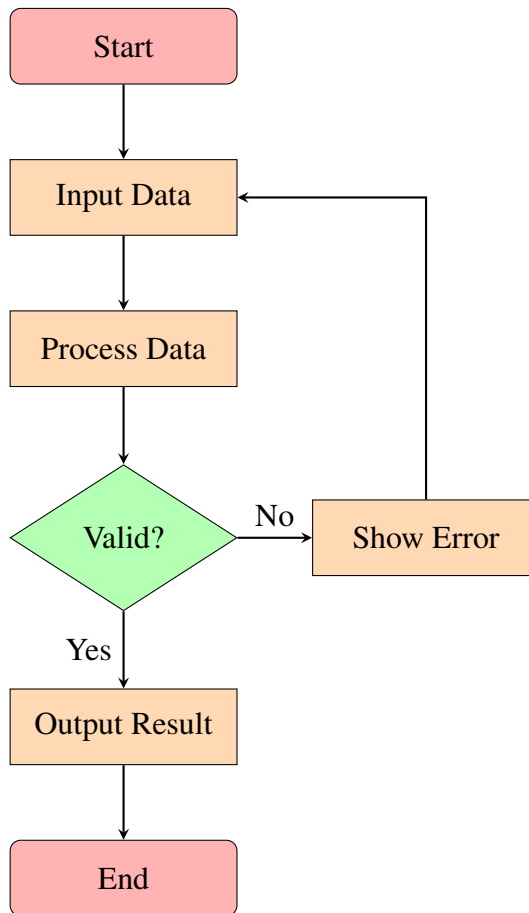 Start
Input Data
Process Data
Valid?
No
Show Error
Yes
Output Result
End